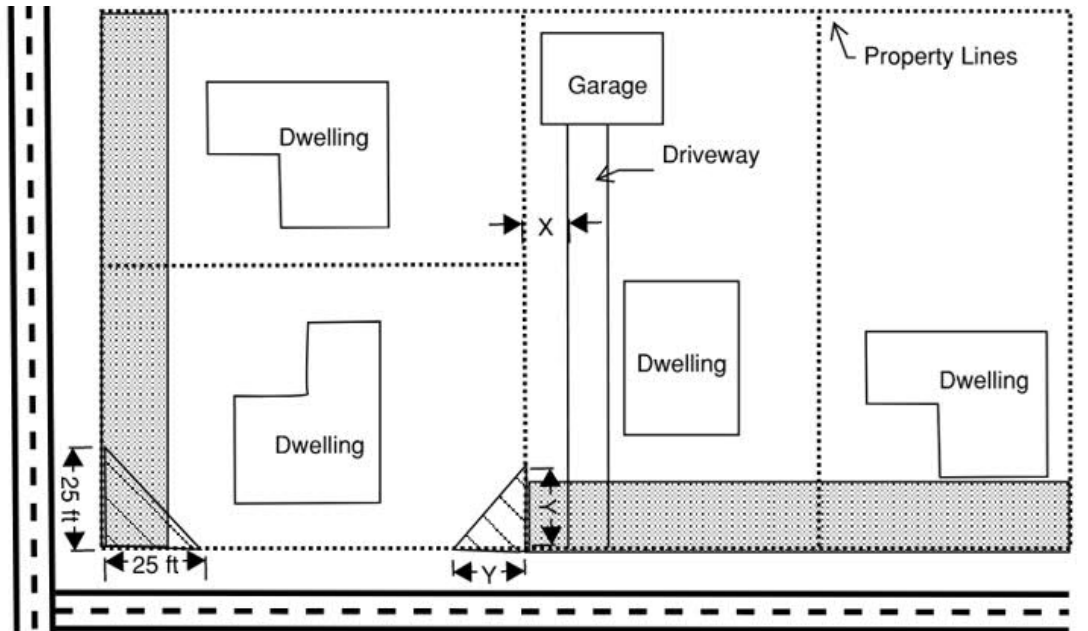 Garage
Property Lines
Dwelling
Driveway
X
Dwelling
Dwelling
Dwelling
25 ft
Y
25 ft
Y